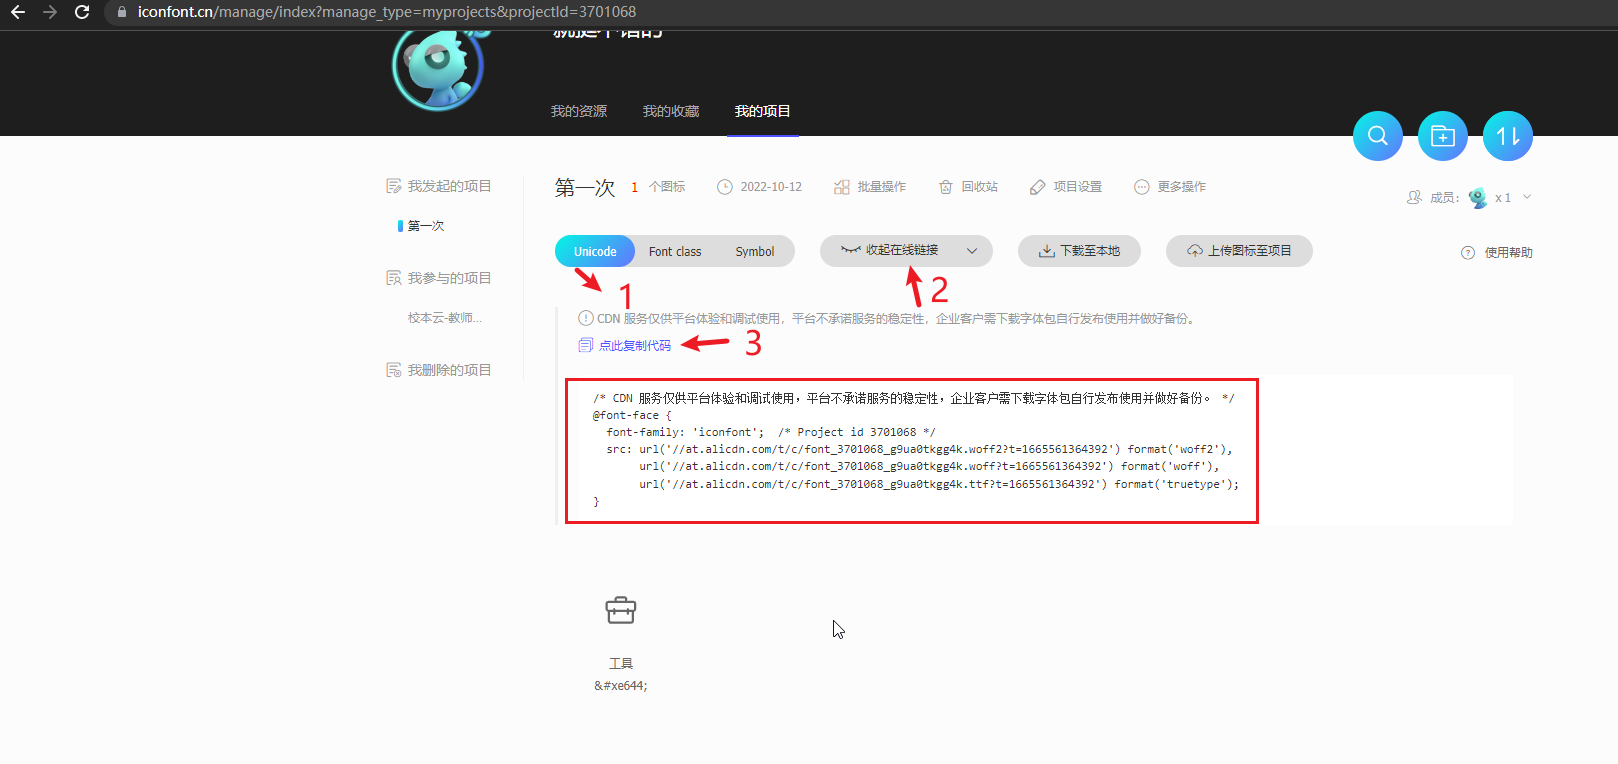 iconfont.cn/manage/index?manage_type=myprojects&projectId=3701068
我的资源 我的收藏 我的项目
我发起的项目
第一次
我参与的项目
校本云-教师...
我删除的项目
第一次 1 个图标 2022-10-12 批量操作 回收站 项目设置 更多操作
成员： x 1
Unicode Font class Symbol 收起在线链接 下载至本地 上传图标至项目 使用帮助
1 2
CDN 服务仅供平台体验和调试使用，平台不承诺服务的稳定性，企业客户需下载字体包自行发布使用并做好备份。
点此复制代码 3
/* CDN 服务仅供平台体验和调试使用，平台不承诺服务的稳定性，企业客户需下载字体包自行发布使用并做好备份。 */
@font-face {
font-family: 'iconfont'; /* Project id 3701068 */
src: url('//at.alicdn.com/t/c/font_3701068_g9ua0tkgg4k.woff2?t=1665561364392') format('woff2'),
url('//at.alicdn.com/t/c/font_3701068_g9ua0tkgg4k.woff?t=1665561364392') format('woff'),
url('//at.alicdn.com/t/c/font_3701068_g9ua0tkgg4k.ttf?t=1665561364392') format('truetype');
}
工具
&#xe644;